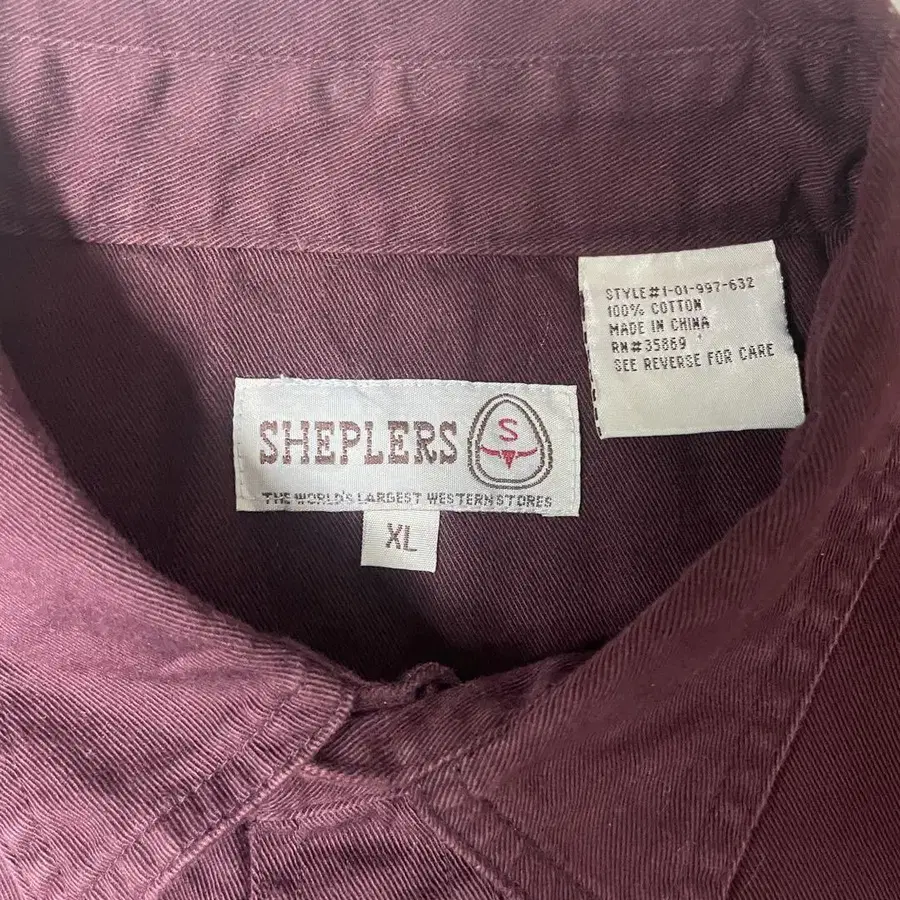 STYLE#1-01-997-632
100% COTTON
MADE IN CHINA
RN#35869
SEE REVERSE FOR CARE
SHEPLERS
S
THE WORLD'S LARGEST WESTERN STORES
XL